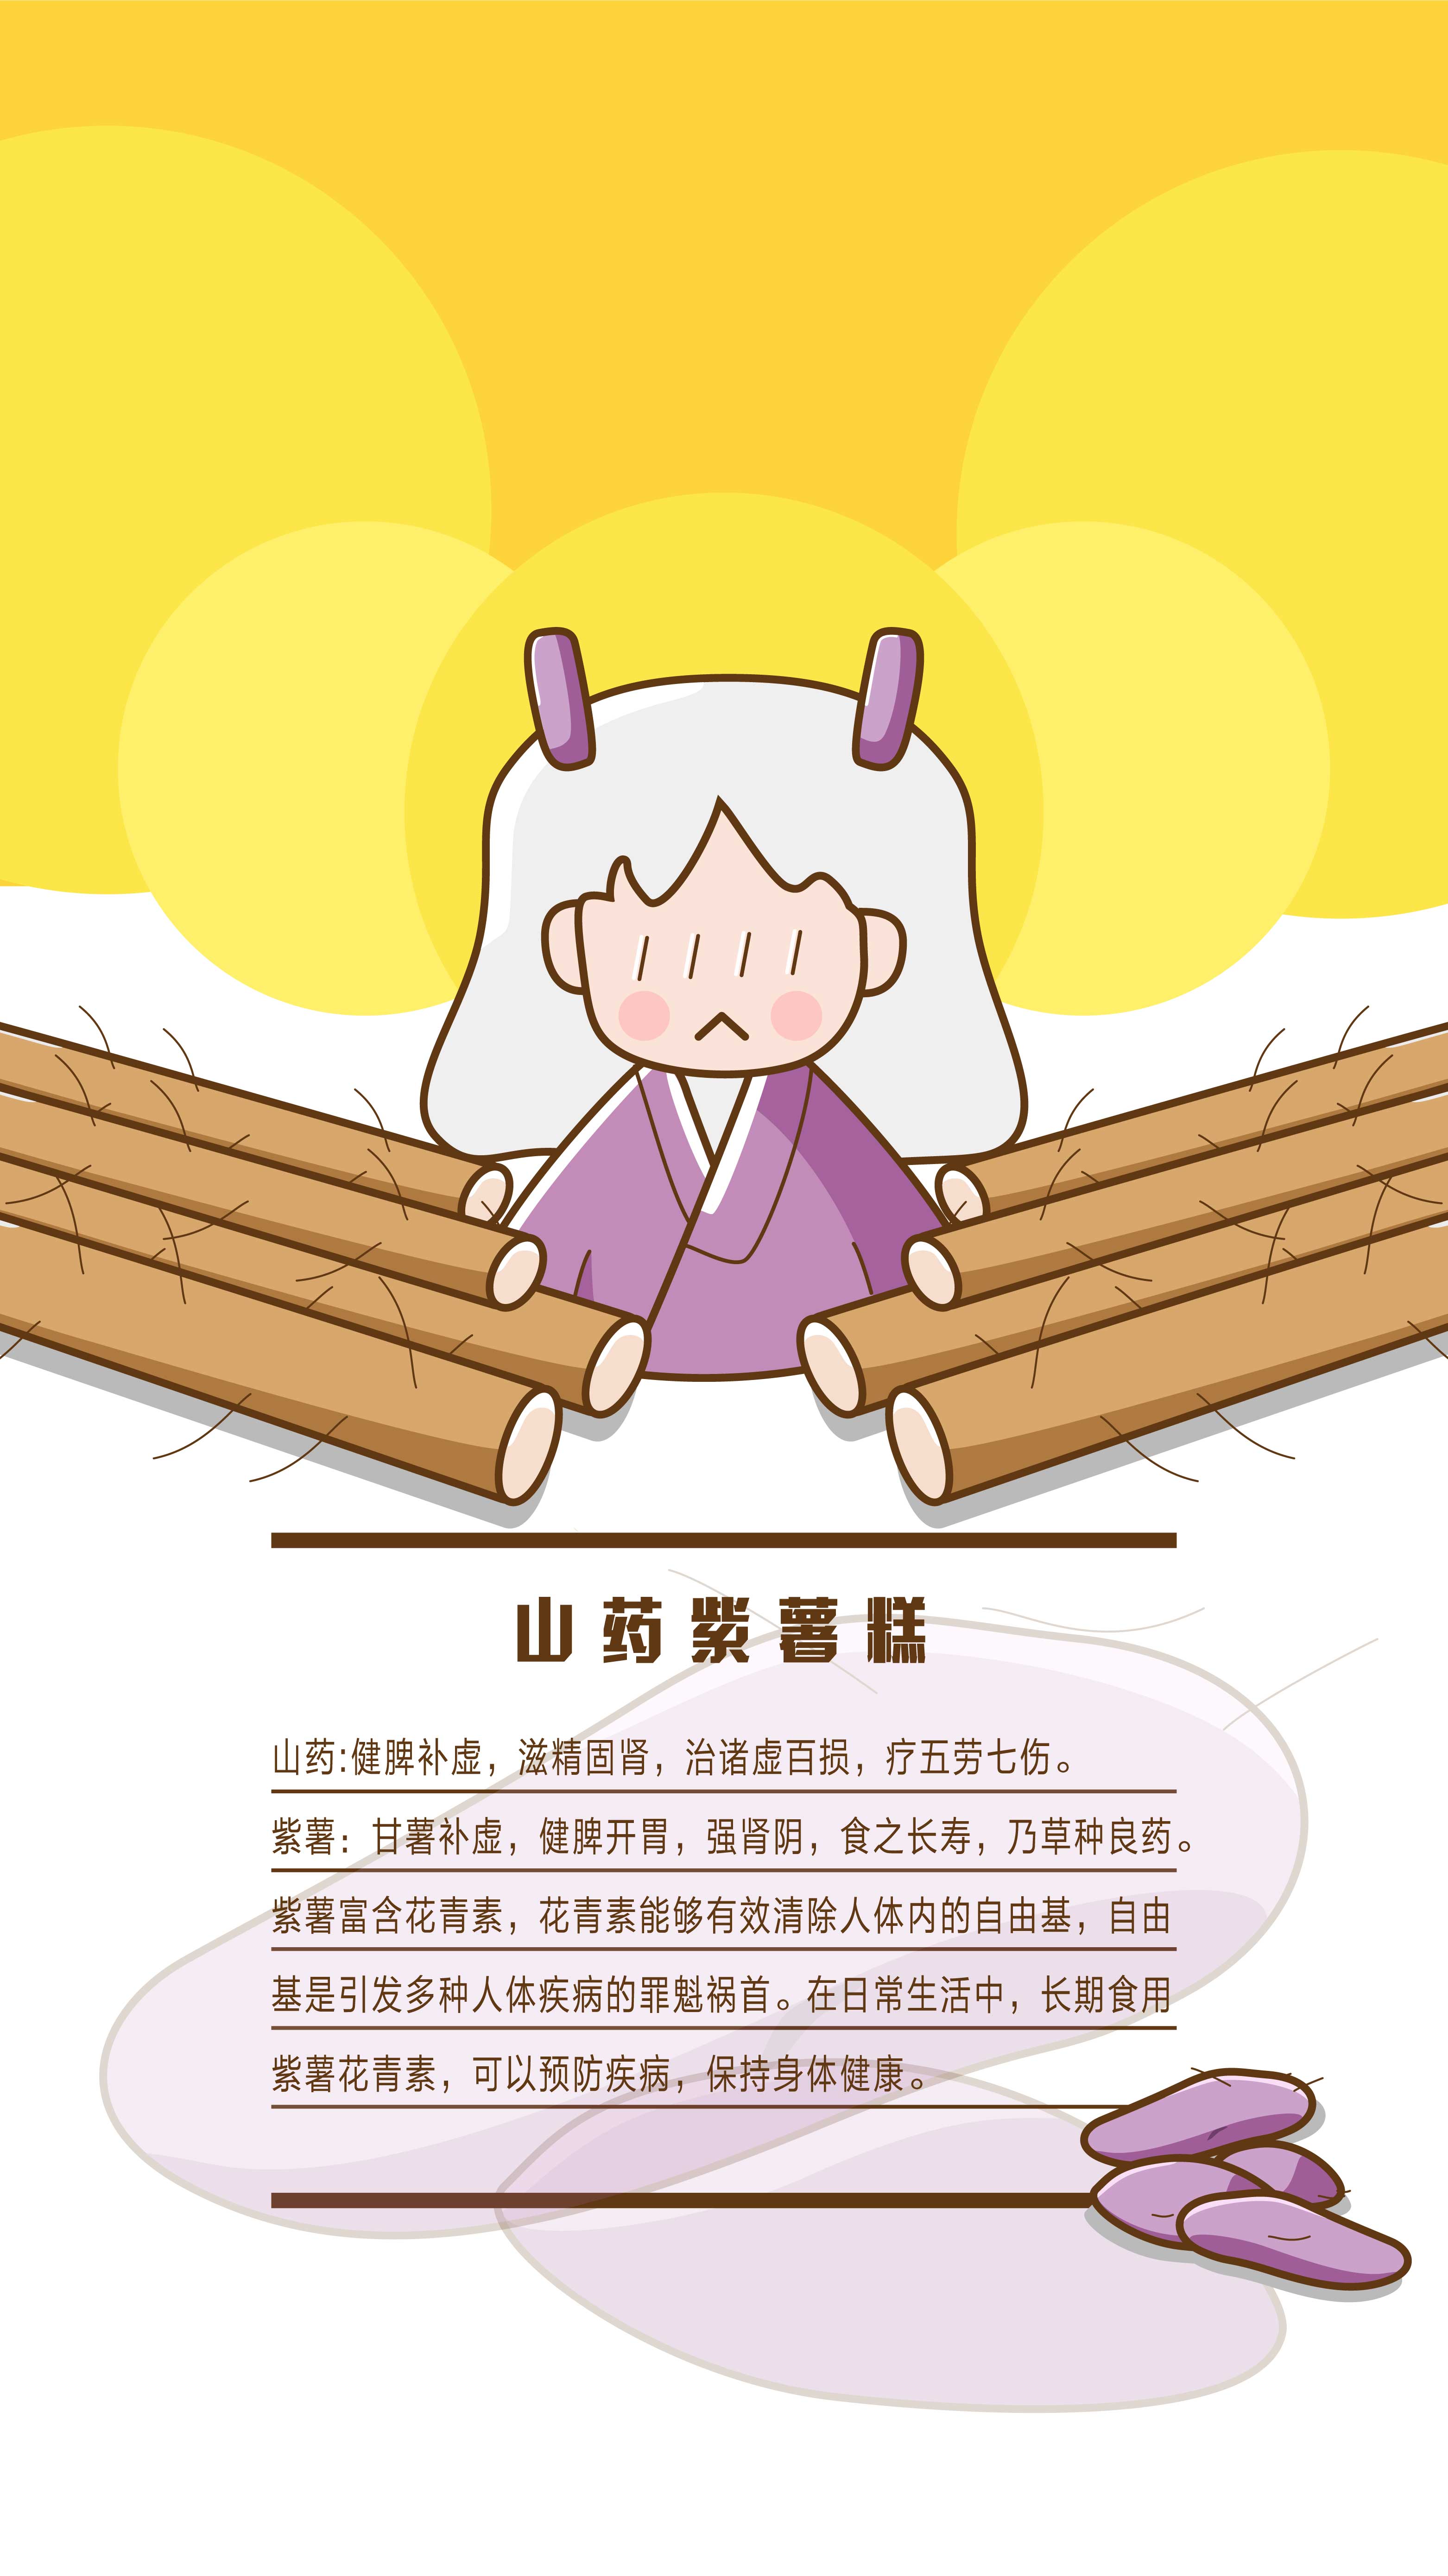 山药紫薯糕
山药:健脾补虚，滋精固肾，治诸虚百损，疗五劳七伤。
紫薯：甘薯补虚，健脾开胃，强肾阴，食之长寿，乃草种良药。
紫薯富含花青素，花青素能够有效清除人体内的自由基，自由
基是引发多种人体疾病的罪魁祸首。在日常生活中，长期食用
紫薯花青素，可以预防疾病，保持身体健康。